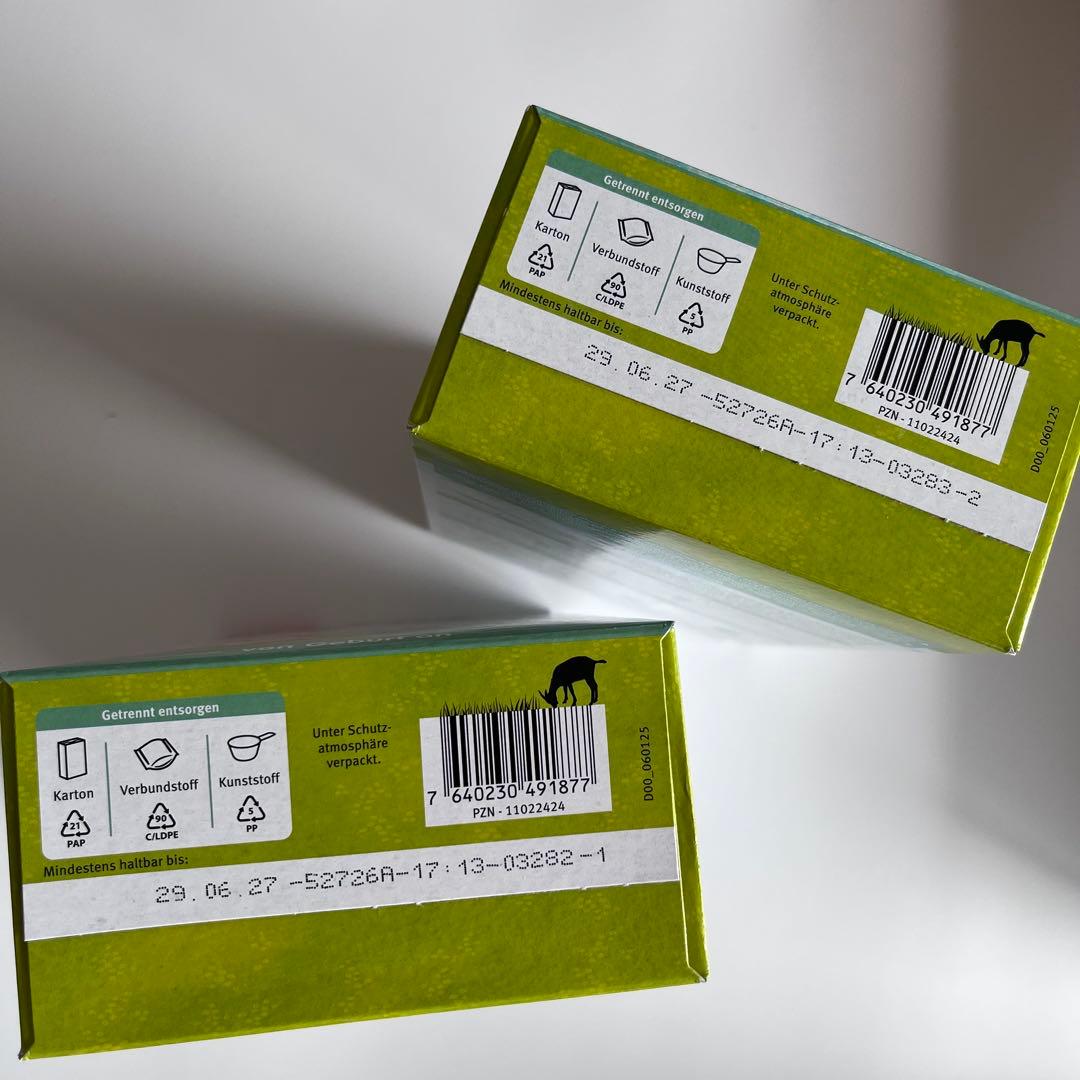 Getrennt entsorgen
Karton
Verbundstoff
Kunststoff
21
PAP
90
C/LDPE
5
PP
Unter Schutz-
atmosphäre
verpackt.
Mindestens haltbar bis:
29.06.27 -52726A-17:13-03283-2
7 640230 491877
PZN - 11022424
D00_060125
von Geburt an
Getrennt entsorgen
Karton
Verbundstoff
Kunststoff
21
PAP
90
C/LDPE
5
PP
Unter Schutz-
atmosphäre
verpackt.
7 640230 491877
PZN - 11022424
D00_060125
Mindestens haltbar bis:
29.06.27 -52726A-17:13-03282-1